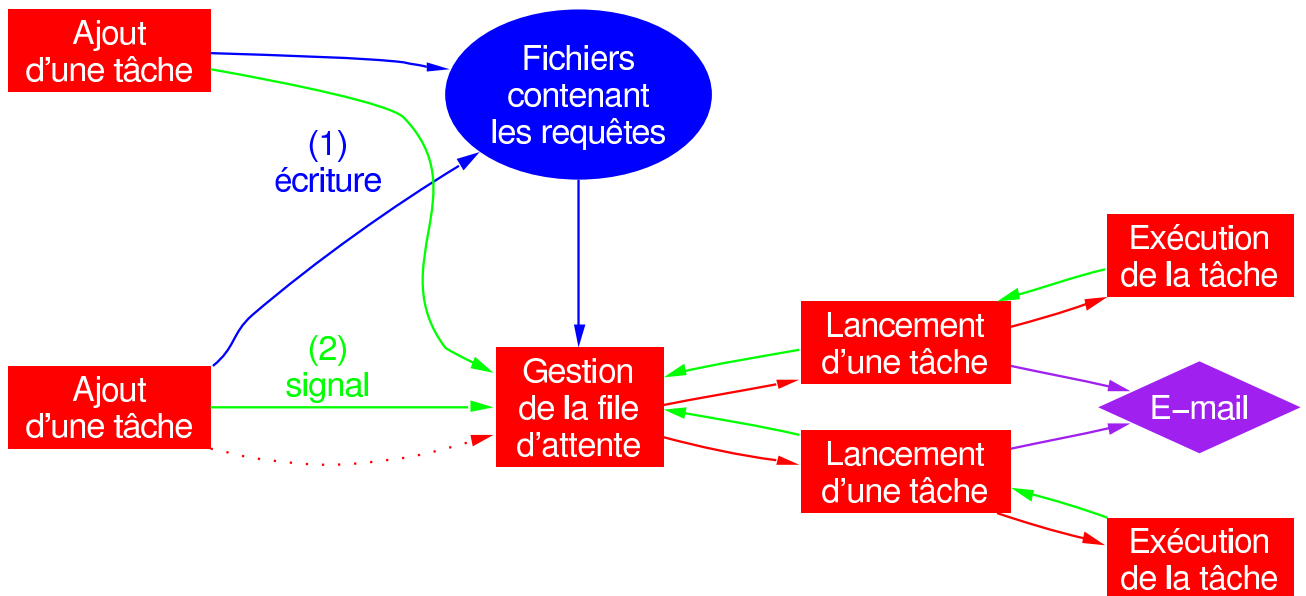 Ajout
d’une tâche
Fichiers
contenant
les requêtes
(1)
écriture
Exécution
de la tâche
Lancement
d’une tâche
(2)
signal
Ajout
d’une tâche
Gestion
de la file
d’attente
E–mail
Lancement
d’une tâche
Exécution
de la tâche